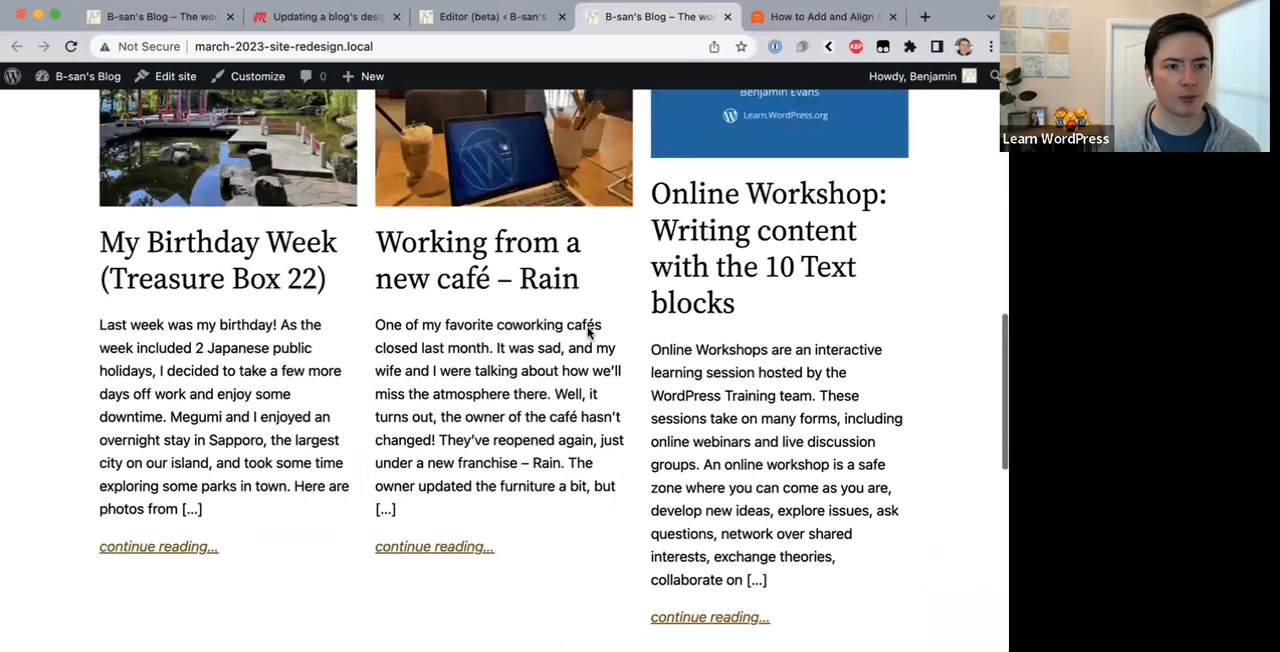 B-san's Blog – The wo
Updating a blog's desi
Editor (beta) ‹ B-san's
B-san's Blog – The wo
How to Add and Align
Not Secure
march-2023-site-redesign.local
ABP
B-san's Blog
Edit site
Customize
0
New
Howdy, Benjamin
Learn WordPress
Benjamin Evans
Learn.WordPress.org
My Birthday Week
(Treasure Box 22)
Last week was my birthday! As the
week included 2 Japanese public
holidays, I decided to take a few more
days off work and enjoy some
downtime. Megumi and I enjoyed an
overnight stay in Sapporo, the largest
city on our island, and took some time
exploring some parks in town. Here are
photos from [...]
continue reading...
Working from a
new café – Rain
One of my favorite coworking cafés
closed last month. It was sad, and my
wife and I were talking about how we'll
miss the atmosphere there. Well, it
turns out, the owner of the café hasn't
changed! They've reopened again, just
under a new franchise – Rain. The
owner updated the furniture a bit, but
[...]
continue reading...
Online Workshop:
Writing content
with the 10 Text
blocks
Online Workshops are an interactive
learning session hosted by the
WordPress Training team. These
sessions take on many forms, including
online webinars and live discussion
groups. An online workshop is a safe
zone where you can come as you are,
develop new ideas, explore issues, ask
questions, network over shared
interests, exchange theories,
collaborate on [...]
continue reading...